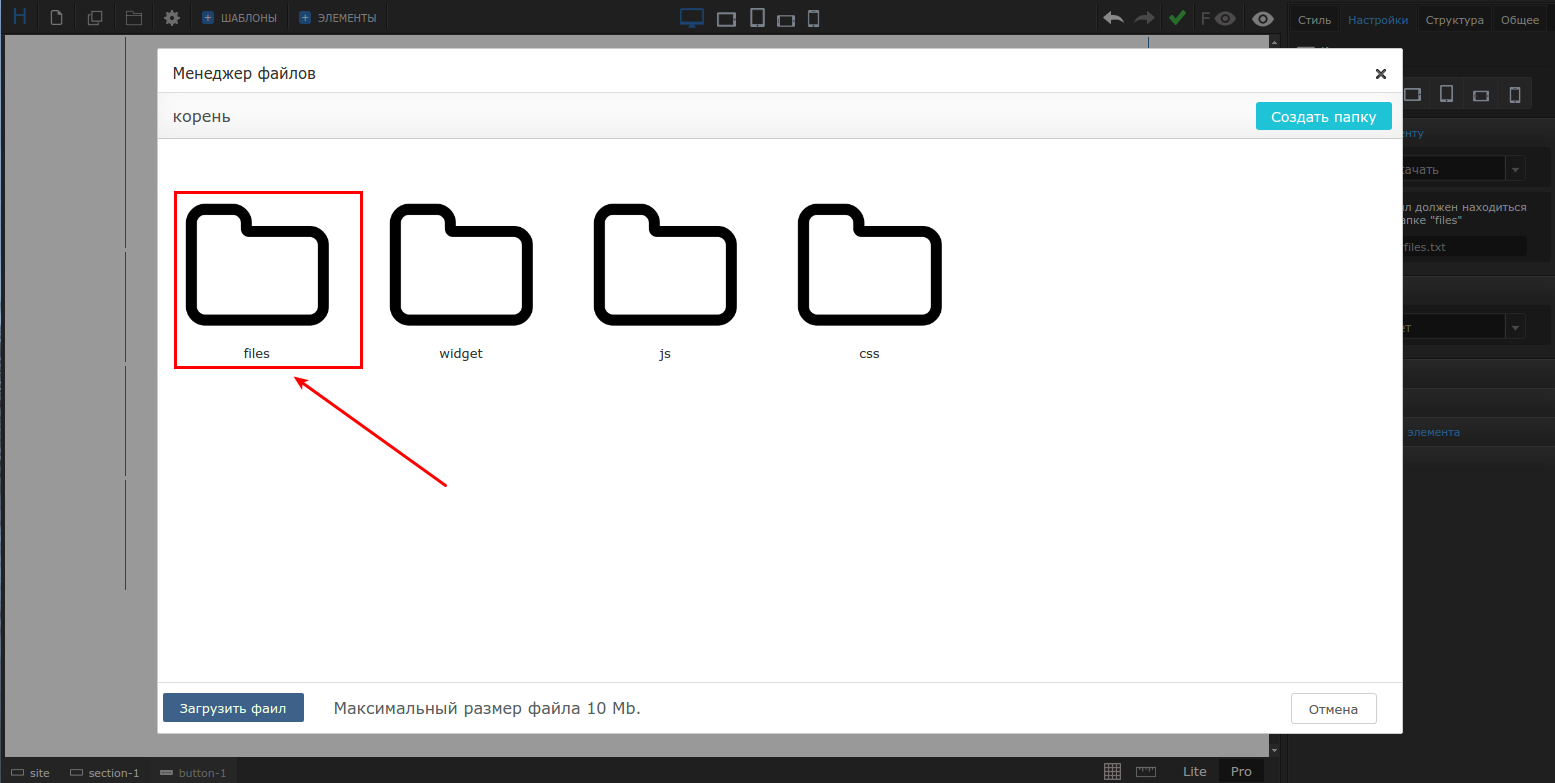 H
ШАБЛОНЫ
ЭЛЕМЕНТЫ
F
Стиль
Настройки
Структура
Общее
Менеджер файлов
корень
Создать папку
files
widget
js
css
енту
качать
должен находиться
апке "files"
files.txt
ет
элемента
Загрузить фаил
Максимальный размер файла 10 Mb.
Отмена
site
section-1
button-1
Lite
Pro